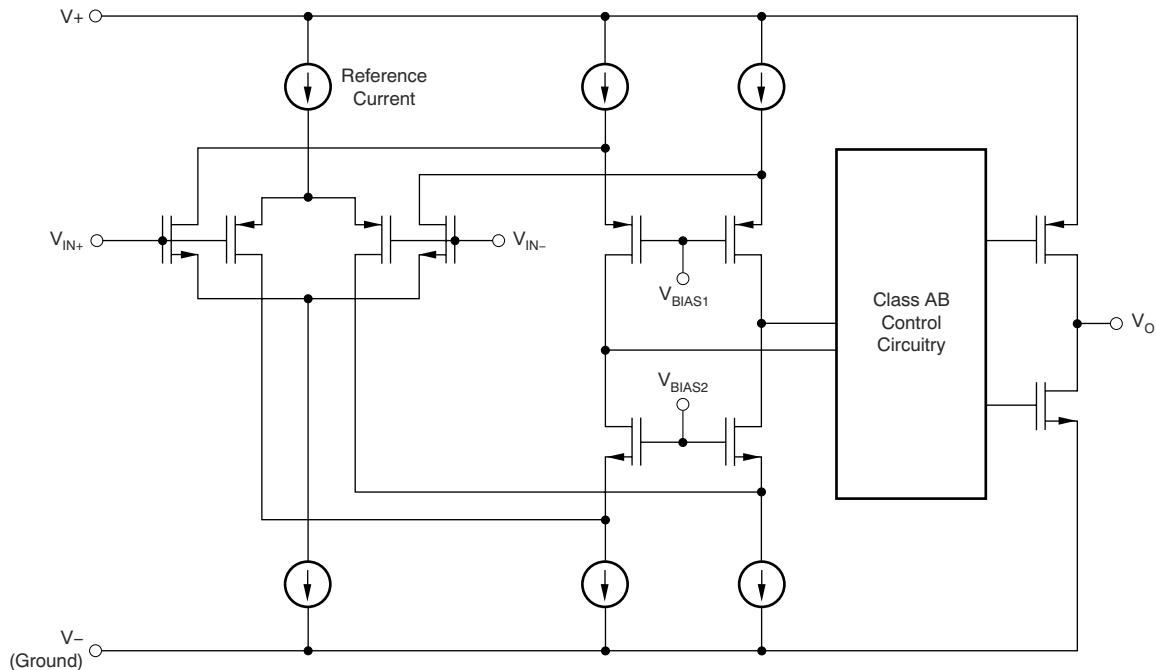 V+
Reference
Current
V_IN+
V_IN−
V_BIAS1
Class AB
Control
Circuitry
V_O
V_BIAS2
V−
(Ground)